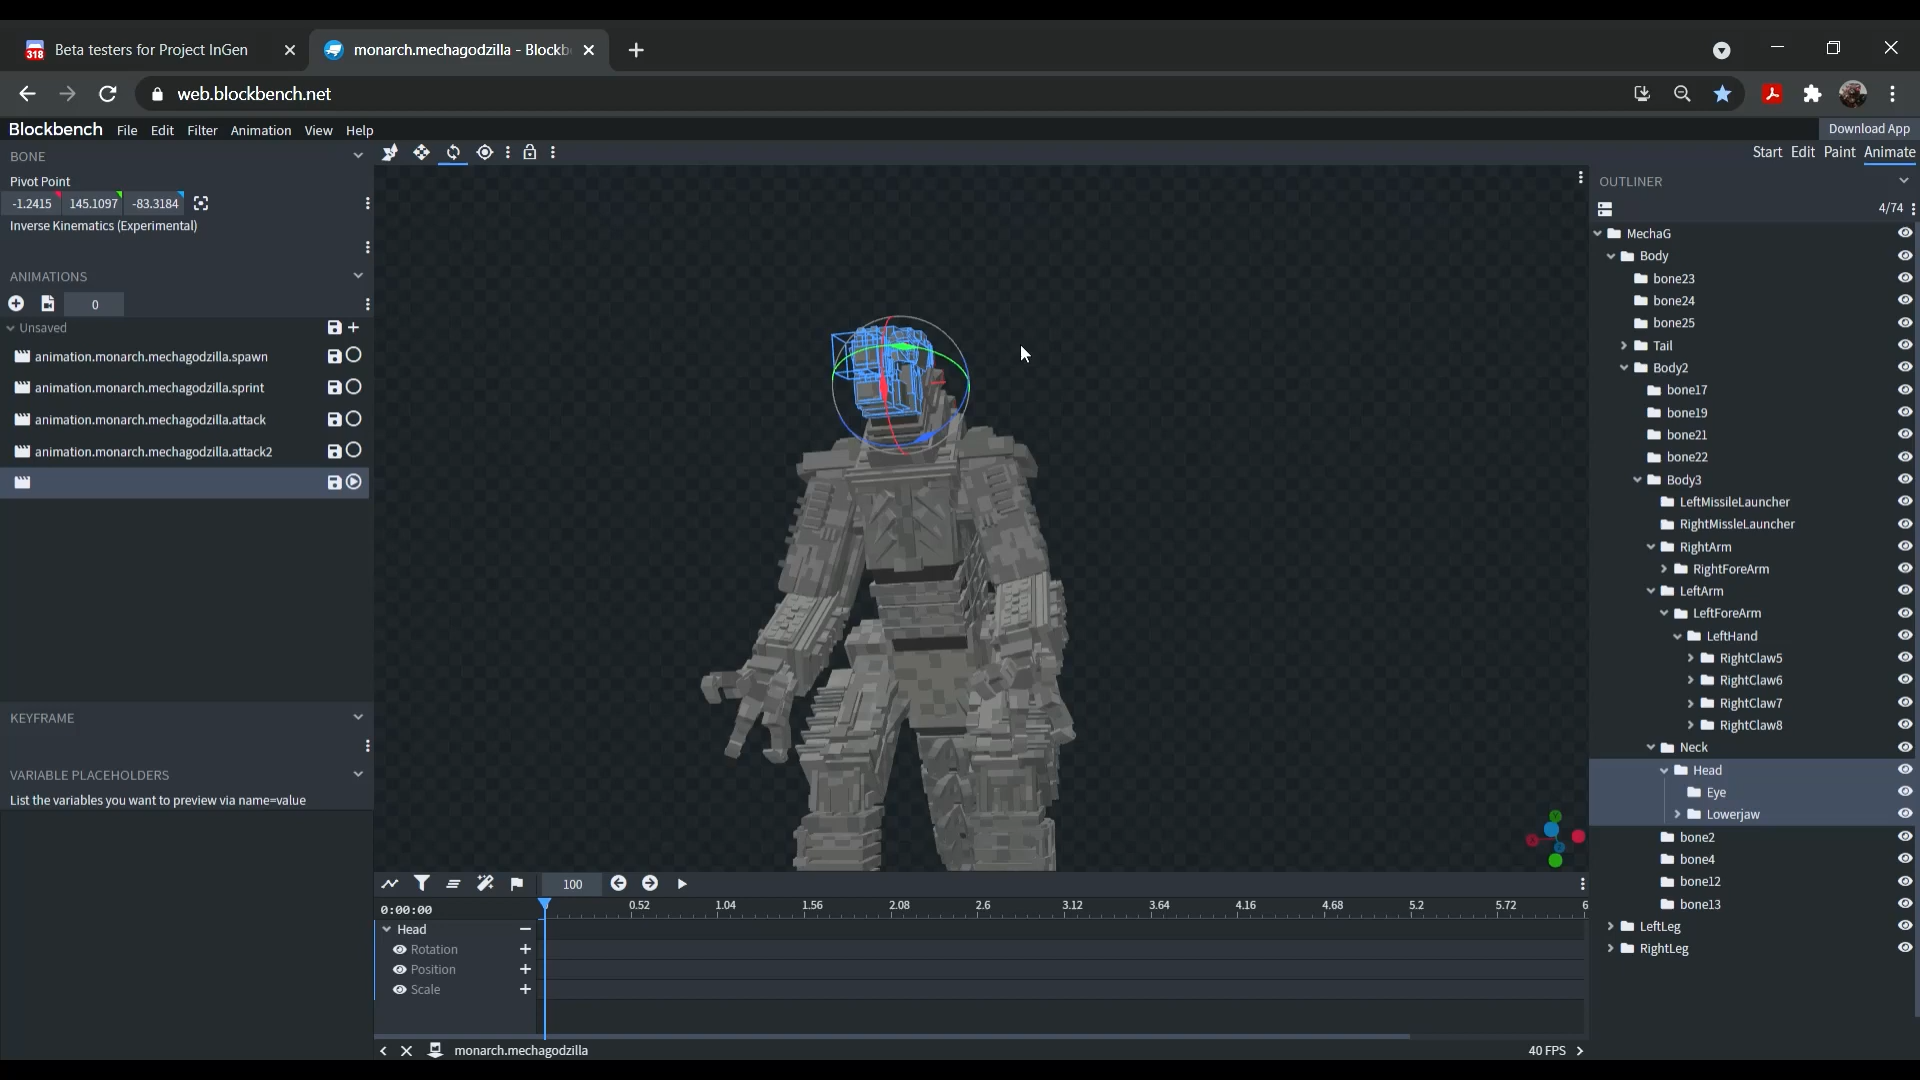 318 Beta testers for Project InGen
monarch.mechagodzilla - Blockb
web.blockbench.net
Blockbench File Edit Filter Animation View Help
Download App
Start Edit Paint Animate
BONE
Pivot Point
-1.2415 145.1097 -83.3184
Inverse Kinematics (Experimental)
ANIMATIONS
0
Unsaved
animation.monarch.mechagodzilla.spawn
animation.monarch.mechagodzilla.sprint
animation.monarch.mechagodzilla.attack
animation.monarch.mechagodzilla.attack2
KEYFRAME
VARIABLE PLACEHOLDERS
List the variables you want to preview via name=value
OUTLINER
4/74
MechaG
Body
bone23
bone24
bone25
Tail
Body2
bone17
bone19
bone21
bone22
Body3
LeftMissileLauncher
RightMissleLauncher
RightArm
RightForeArm
LeftArm
LeftForeArm
LeftHand
RightClaw5
RightClaw6
RightClaw7
RightClaw8
Neck
Head
Eye
Lowerjaw
bone2
bone4
bone12
bone13
LeftLeg
RightLeg
100
0:00:00
0.52 1.04 1.56 2.08 2.6 3.12 3.64 4.16 4.68 5.2 5.72 6
Head
Rotation
Position
Scale
monarch.mechagodzilla
40 FPS